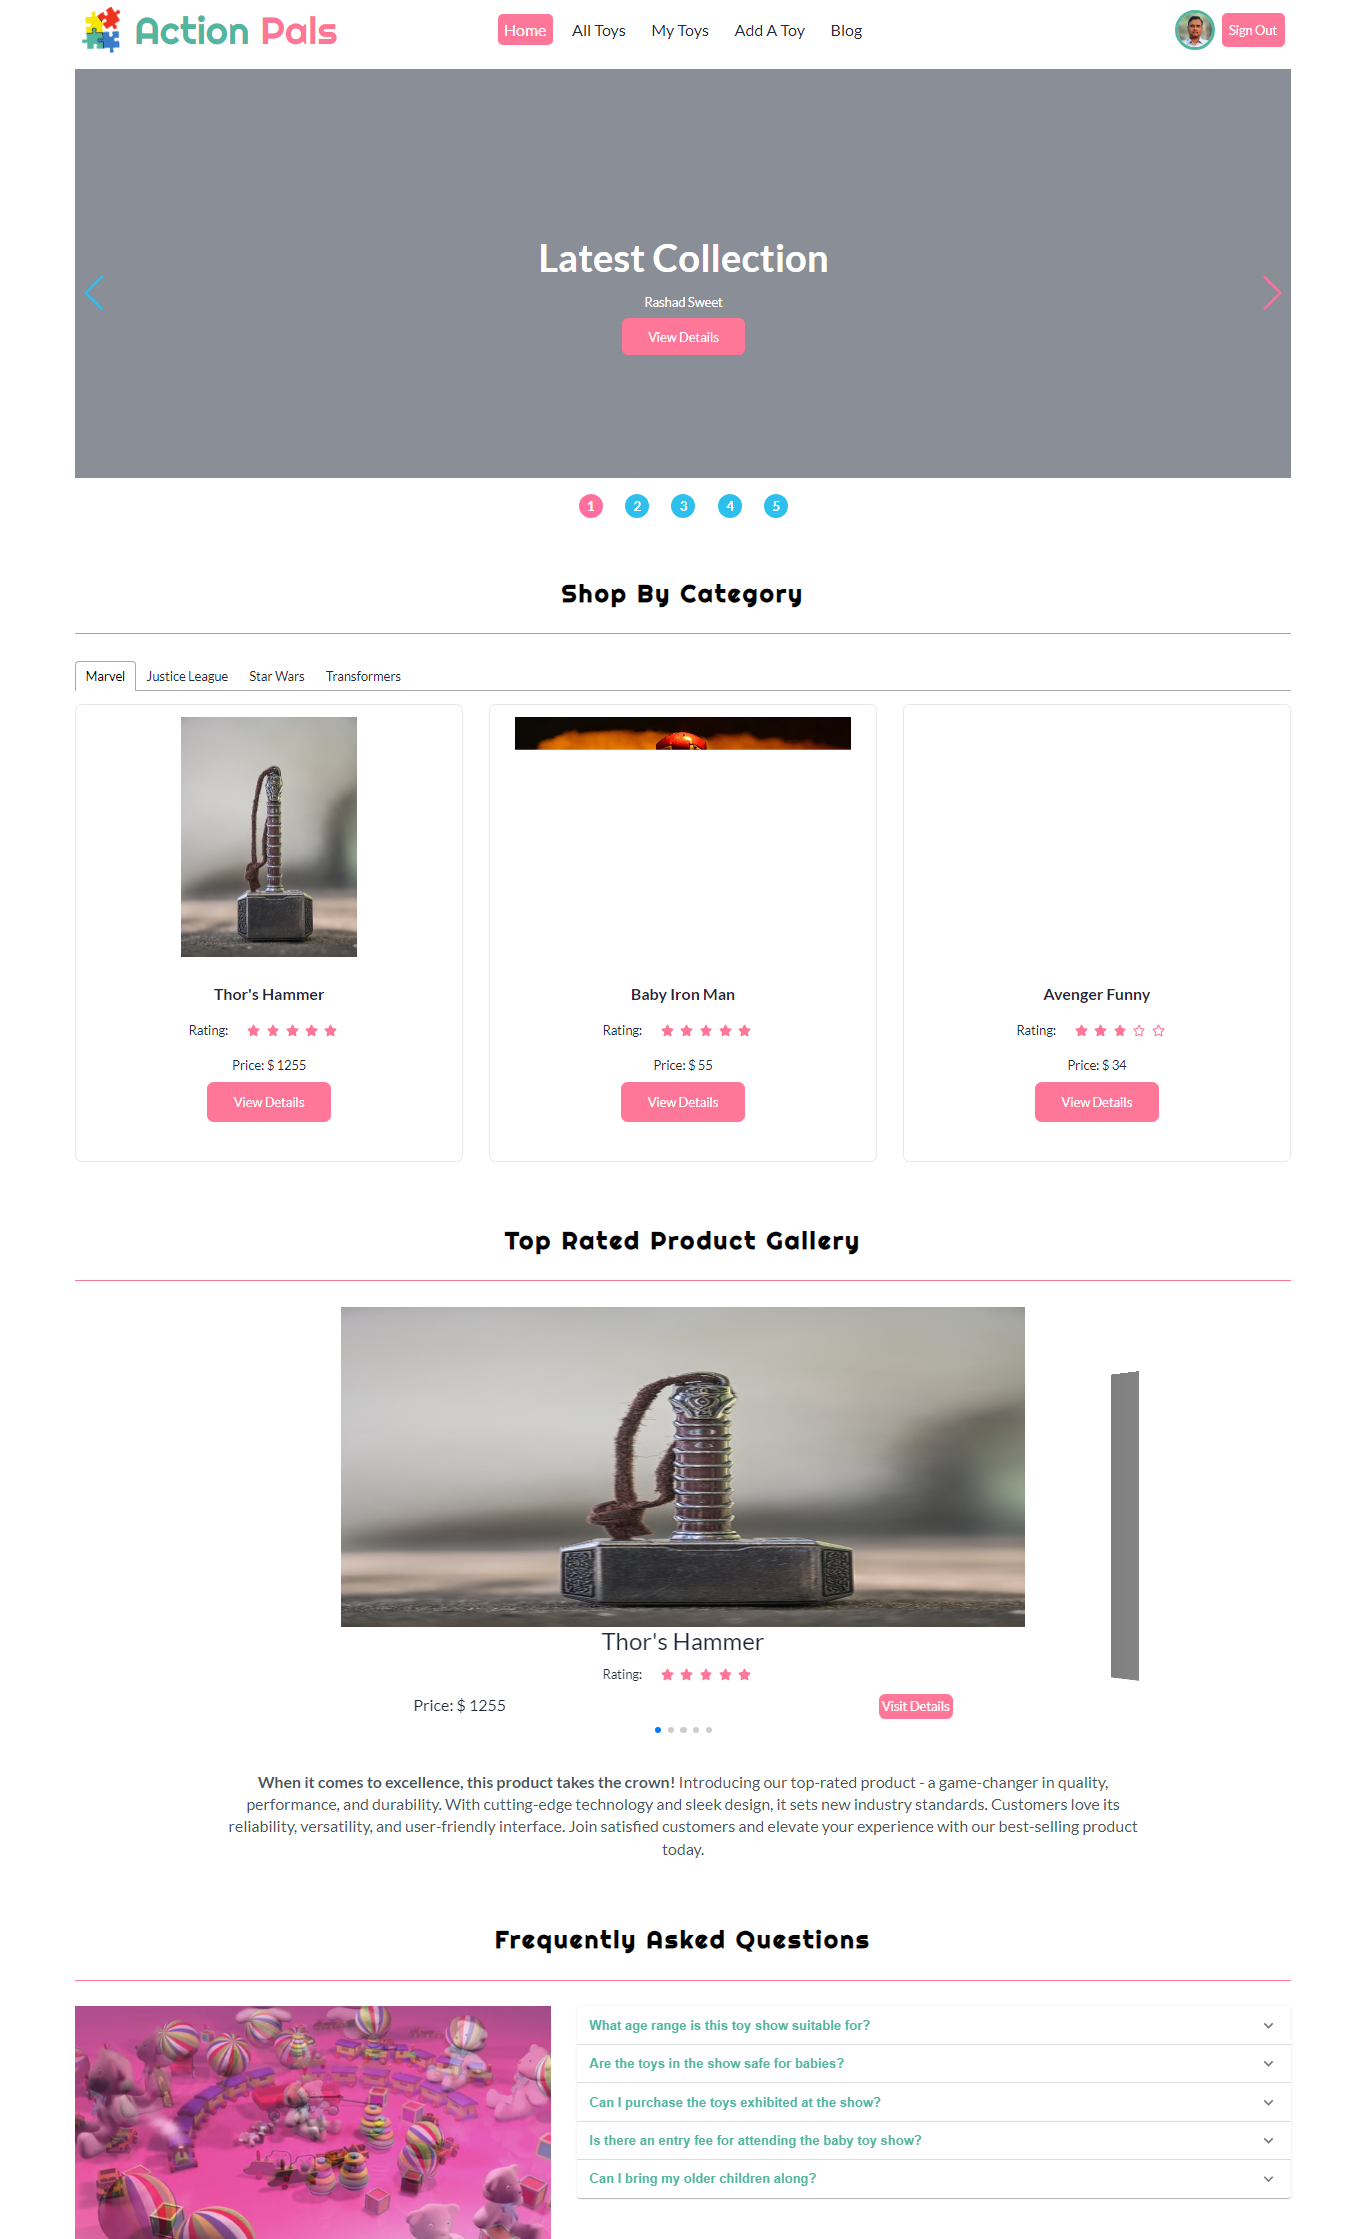 Action Pals
Home
All Toys
My Toys
Add A Toy
Blog
Sign Out
Latest Collection
Rashad Sweet
View Details
1 2 3 4 5
Shop By Category
Marvel
Justice League
Star Wars
Transformers
Thor's Hammer
Rating:
Price: $ 1255
View Details
Baby Iron Man
Rating:
Price: $ 55
View Details
Avenger Funny
Rating:
Price: $ 34
View Details
Top Rated Product Gallery
Thor's Hammer
Rating:
Price: $ 1255
Visit Details
When it comes to excellence, this product takes the crown! Introducing our top-rated product - a game-changer in quality,
performance, and durability. With cutting-edge technology and sleek design, it sets new industry standards. Customers love its
reliability, versatility, and user-friendly interface. Join satisfied customers and elevate your experience with our best-selling product
today.
Frequently Asked Questions
What age range is this toy show suitable for?
Are the toys in the show safe for babies?
Can I purchase the toys exhibited at the show?
Is there an entry fee for attending the baby toy show?
Can I bring my older children along?